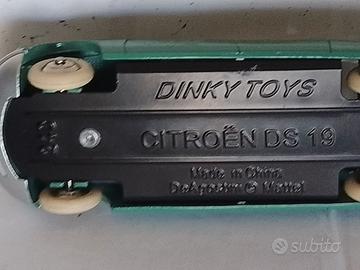 DINKY TOYS
CITROËN DS 19
Made in China
DeAgostini © Mattel
subito